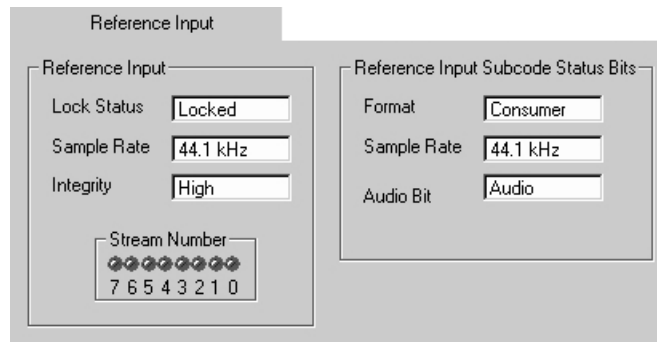 Reference Input
Reference Input
Lock Status Locked
Sample Rate 44.1 kHz
Integrity High
Stream Number
7 6 5 4 3 2 1 0
Reference Input Subcode Status Bits
Format Consumer
Sample Rate 44.1 kHz
Audio Bit Audio